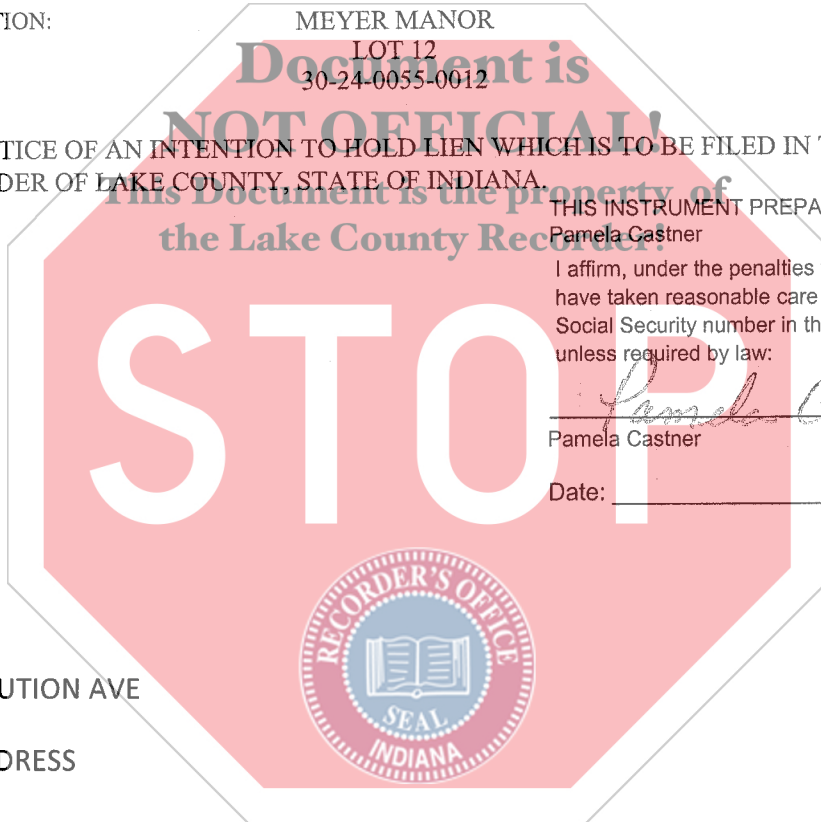 TION:
MEYER MANOR
LOT 12
30-24-0055-0012
Document is
NOT OFFICIAL!
This Document is the property of
the Lake County Recorder!
TICE OF AN INTENTION TO HOLD LIEN WHICH IS TO BE FILED IN
DER OF LAKE COUNTY, STATE OF INDIANA.
THIS INSTRUMENT PREPA
Pamela Castner
I affirm, under the penalties
have taken reasonable care
Social Security number in th
unless required by law:
Pamela C
Pamela Castner
Date:
STOP
RECORDER'S OFFICE
SEAL
INDIANA
UTION AVE
DRESS